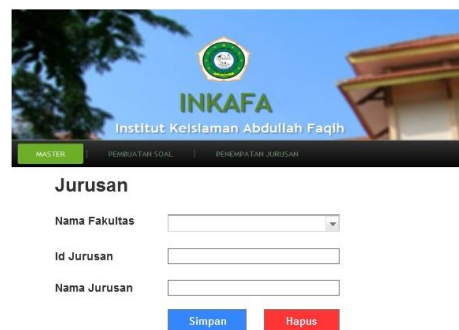 INKAFA
Institut Keislaman Abdullah Faqih
MASTER PEMBUATAN SOAL PENEMPATAN JURUSAN
Jurusan
Nama Fakultas
Id Jurusan
Nama Jurusan
Simpan Hapus